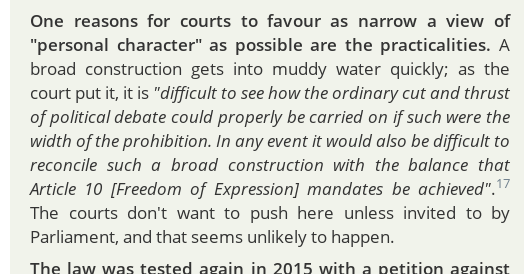 One reasons for courts to favour as narrow a view of
"personal character" as possible are the practicalities. A
broad construction gets into muddy water quickly; as the
court put it, it is "difficult to see how the ordinary cut and thrust
of political debate could properly be carried on if such were the
width of the prohibition. In any event it would also be difficult to
reconcile such a broad construction with the balance that
Article 10 [Freedom of Expression] mandates be achieved".17
The courts don't want to push here unless invited to by
Parliament, and that seems unlikely to happen.
The law was tested again in 2015 with a petition against